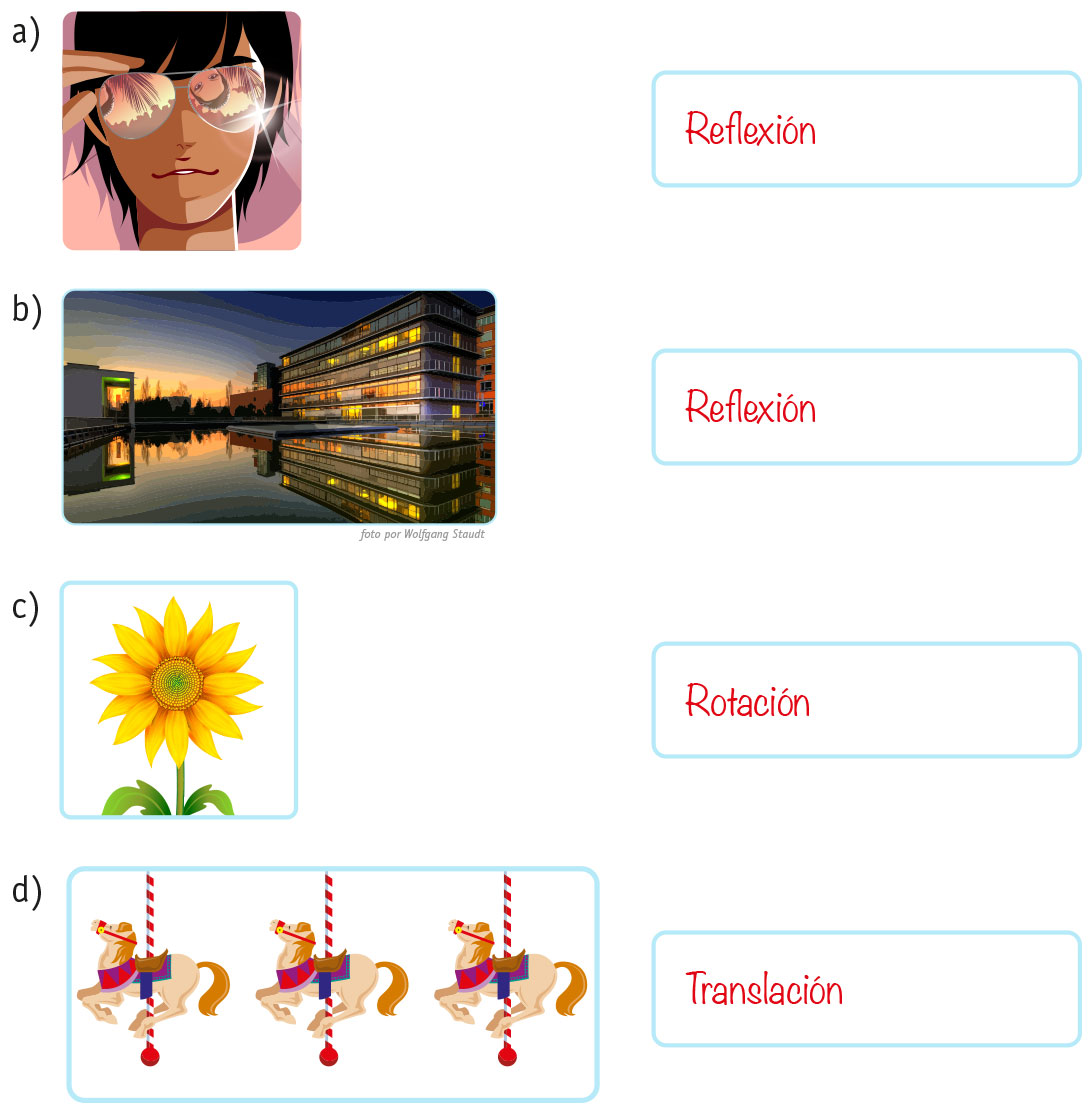 a)
Reflexión
b)
Reflexión
foto por Wolfgang Staudt
c)
Rotación
d)
Translación